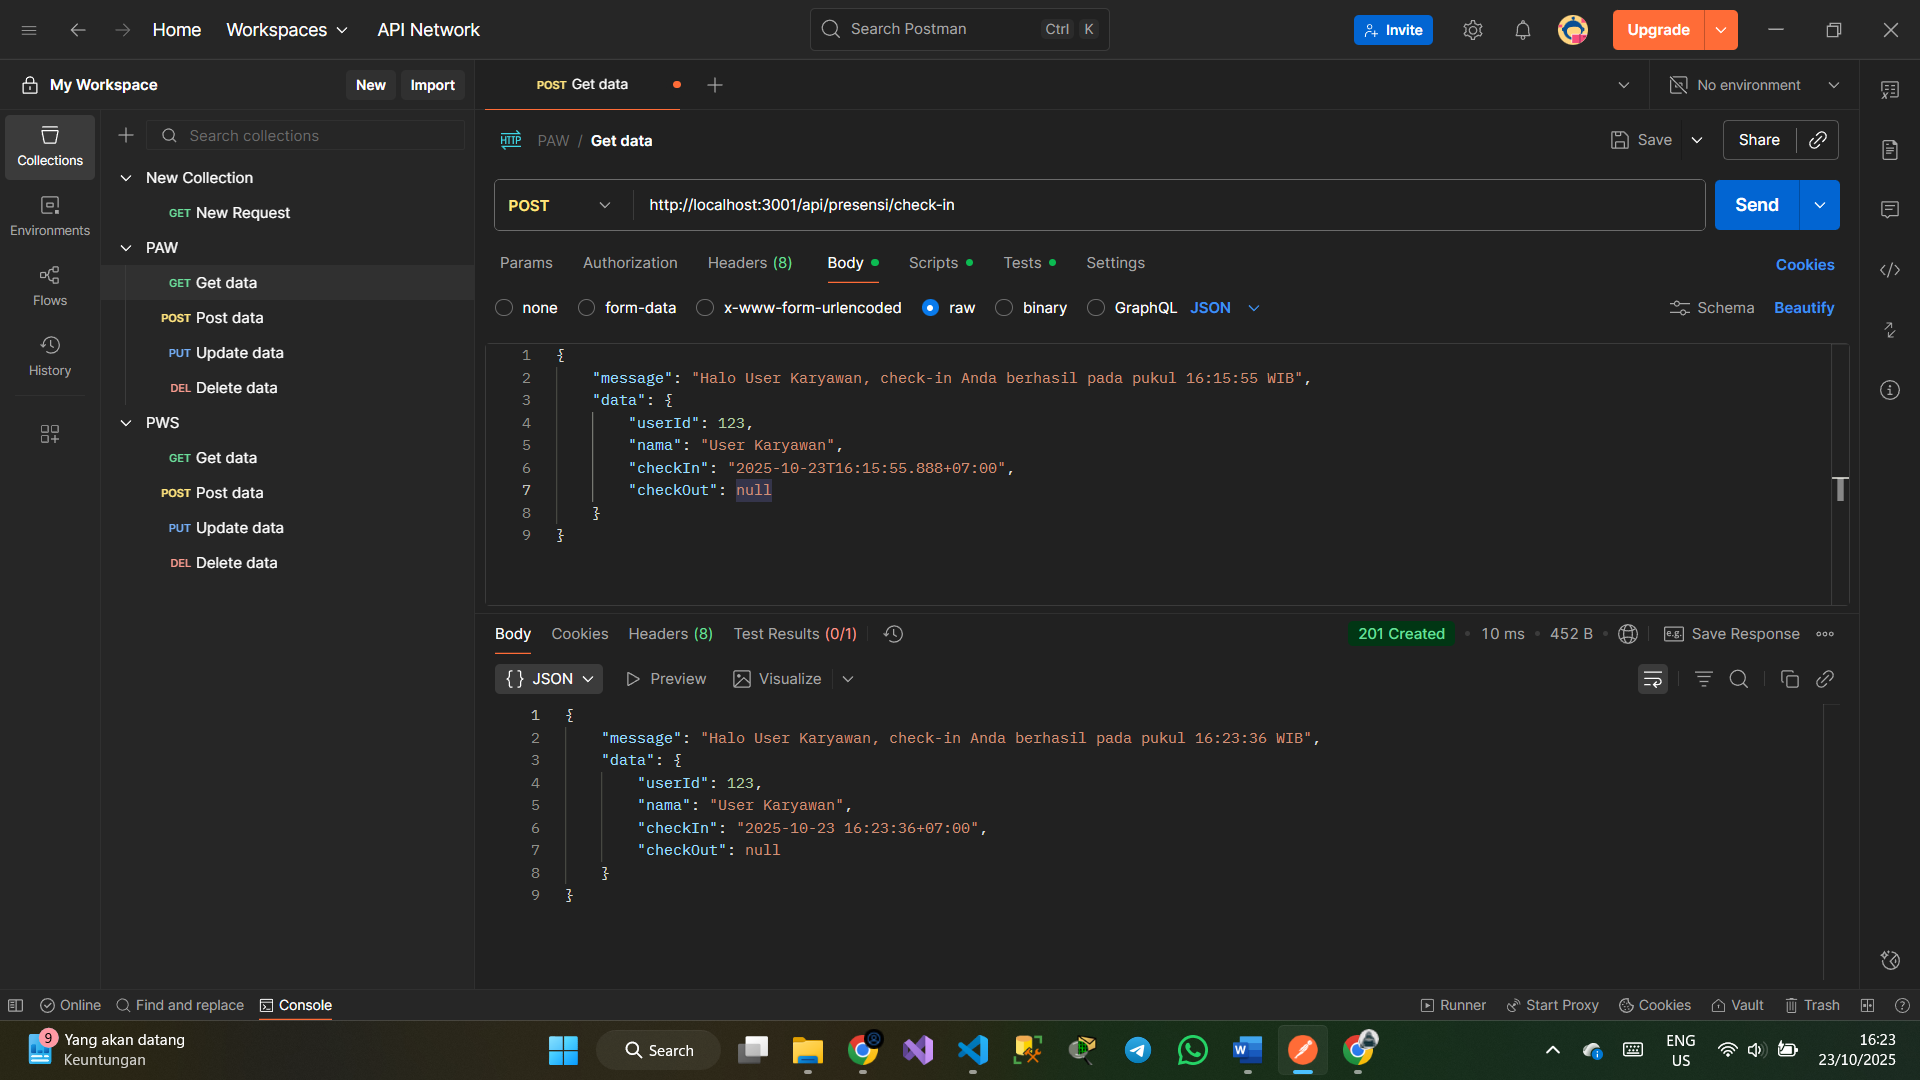 Home
Workspaces
API Network
Search Postman
Ctrl
K
Invite
Upgrade
My Workspace
New
Import
POST Get data
No environment
Collections
Environments
Flows
History
Search collections
New Collection
GET New Request
PAW
GET Get data
POST Post data
PUT Update data
DEL Delete data
PWS
GET Get data
POST Post data
PUT Update data
DEL Delete data
HTTP PAW / Get data
Save
Share
POST
http://localhost:3001/api/presensi/check-in
Send
Params
Authorization
Headers (8)
Body
Scripts
Tests
Settings
Cookies
none
form-data
x-www-form-urlencoded
raw
binary
GraphQL
JSON
Schema
Beautify
1 {
2 "message": "Halo User Karyawan, check-in Anda berhasil pada pukul 16:15:55 WIB",
3 "data": {
4 "userId": 123,
5 "nama": "User Karyawan",
6 "checkIn": "2025-10-23T16:15:55.888+07:00",
7 "checkOut": null
8 }
9 }
Body
Cookies
Headers (8)
Test Results (0/1)
201 Created
10 ms
452 B
e.g. Save Response
{} JSON
Preview
Visualize
1 {
2 "message": "Halo User Karyawan, check-in Anda berhasil pada pukul 16:23:36 WIB",
3 "data": {
4 "userId": 123,
5 "nama": "User Karyawan",
6 "checkIn": "2025-10-23 16:23:36+07:00",
7 "checkOut": null
8 }
9 }
Online
Find and replace
Console
Runner
Start Proxy
Cookies
Vault
Trash
9
Yang akan datang
Keuntungan
Search
ENG
US
16:23
23/10/2025